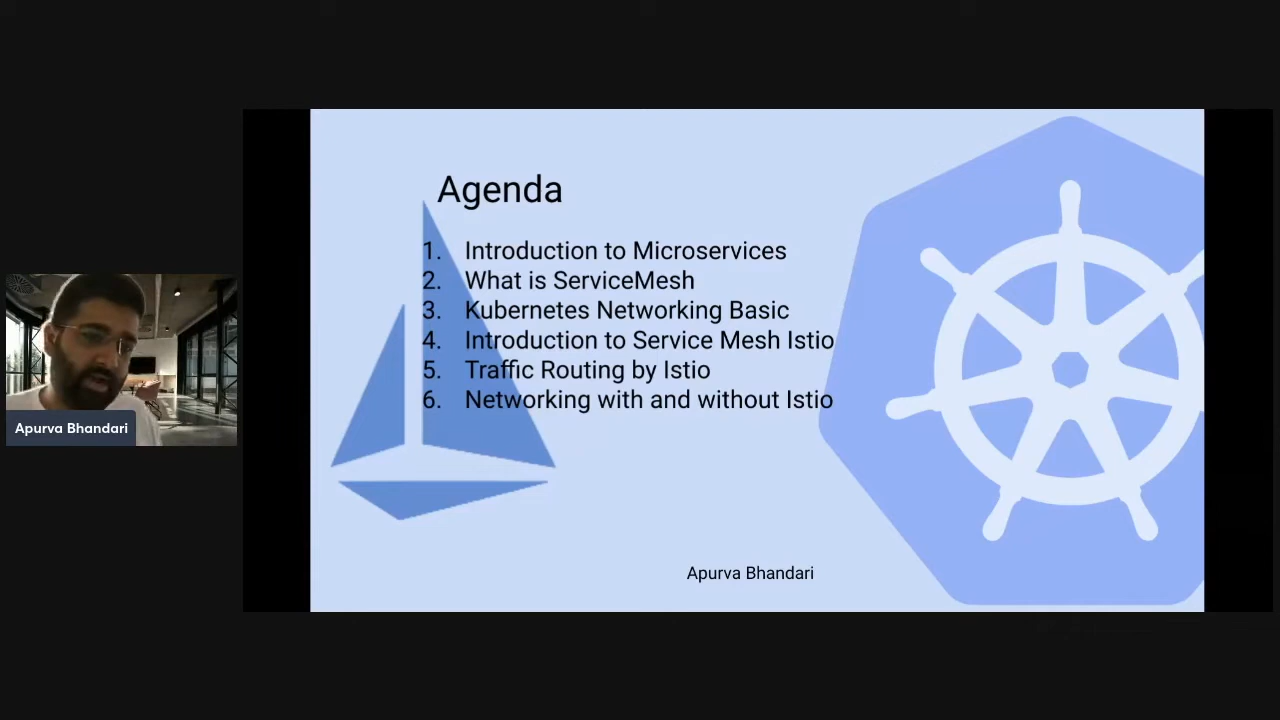 Agenda
1. Introduction to Microservices
2. What is ServiceMesh
3. Kubernetes Networking Basic
4. Introduction to Service Mesh Istio
5. Traffic Routing by Istio
6. Networking with and without Istio
Apurva Bhandari
Apurva Bhandari